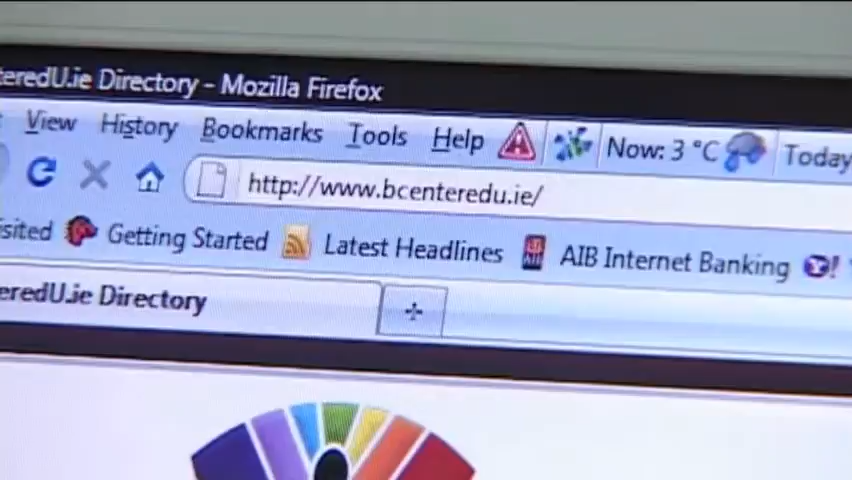 teredU.ie Directory - Mozilla Firefox
View History Bookmarks Tools Help Now: 3 °C Today
http://www.bcenteredu.ie/
isited Getting Started Latest Headlines AIB Internet Banking Y!
eredU.ie Directory